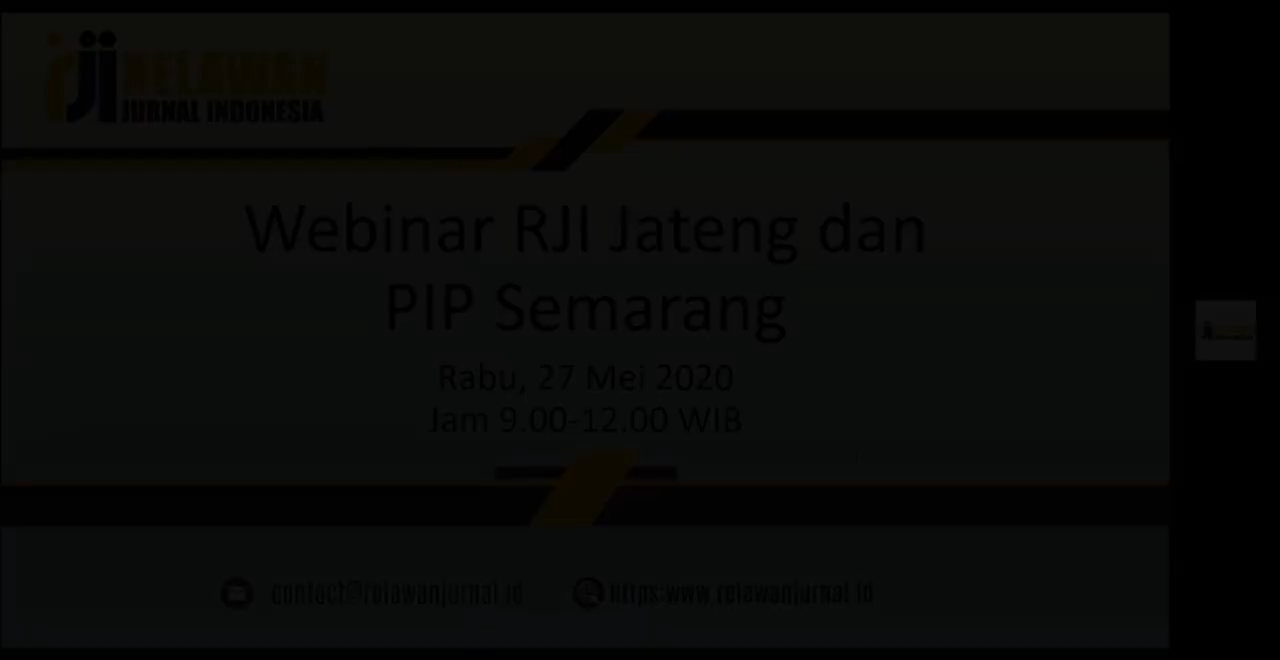 RELAWAN
JURNAL INDONESIA
Webinar RJI Jateng dan
PIP Semarang
Rabu, 27 Mei 2020
Jam 9.00-12.00 WIB
contact@relawanjurnal.id
https:www.relawanjurnal.id